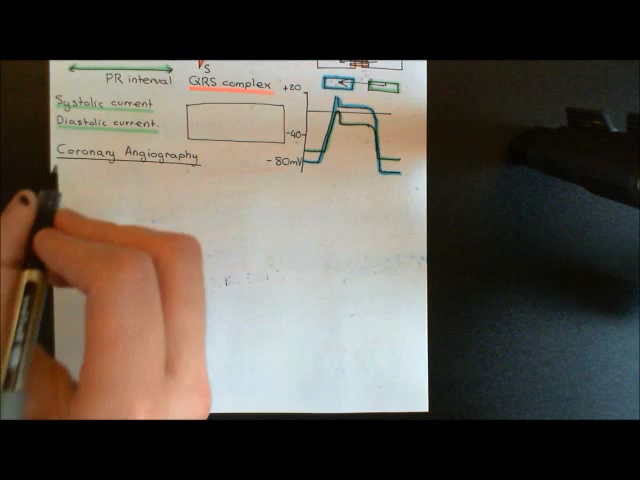 S
PR interval
QRS complex
+20
Systolic current
Diastolic current.
-40
Coronary Angiography
-80mV